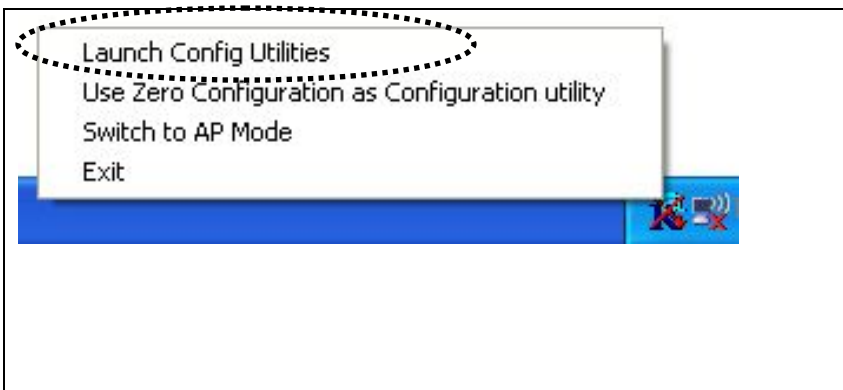 Launch Config Utilities
Use Zero Configuration as Configuration utility
Switch to AP Mode
Exit